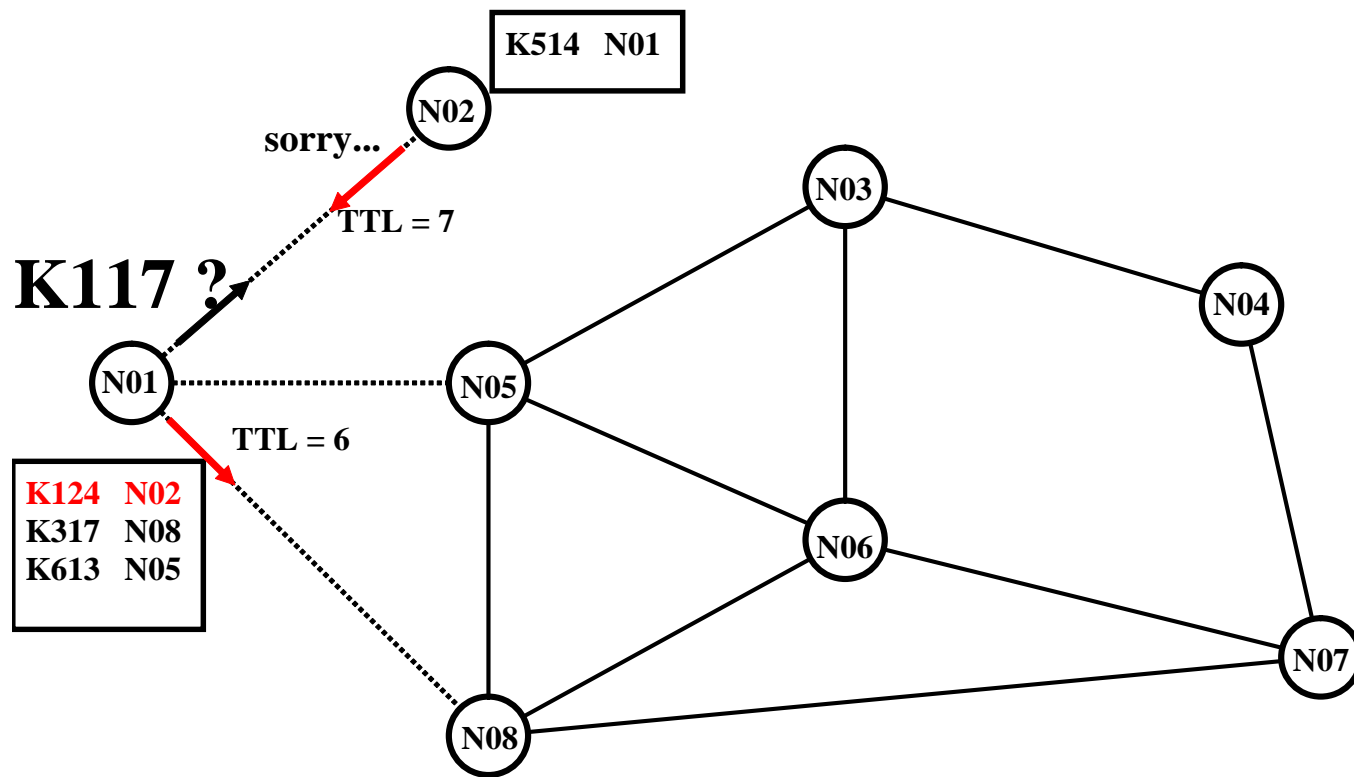 K514 N01
N02
sorry...
N03
TTL = 7
K117 ?
N04
N01
N05
TTL = 6
K124 N02
K317 N08
K613 N05
N06
N07
N08